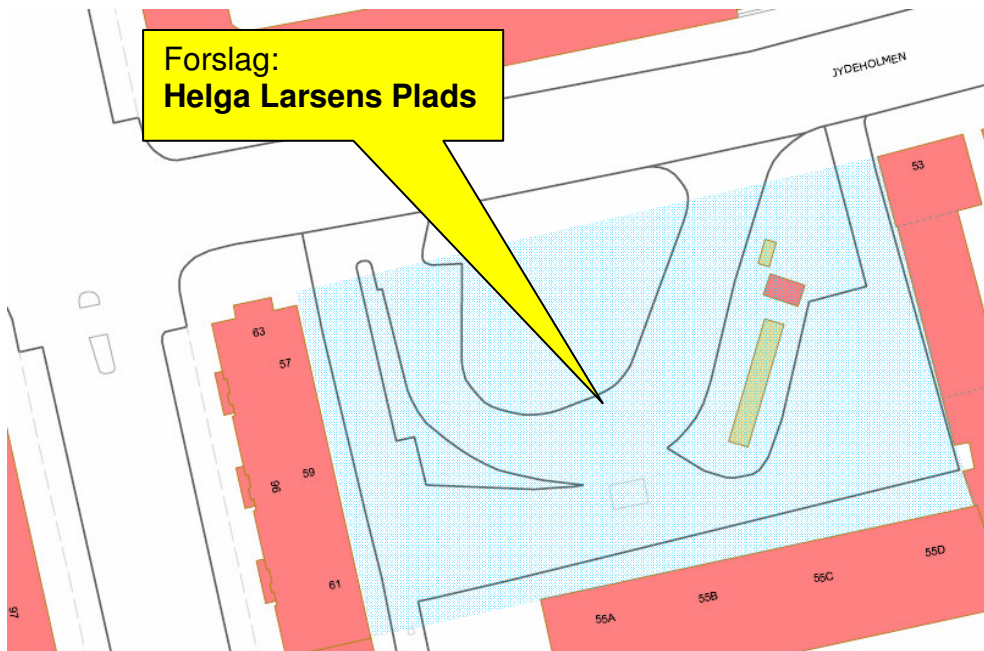 Forslag:
Helga Larsens Plads
JYDEHOLMEN
53
63
57
59
96
61
97
55A
55B
55C
55D